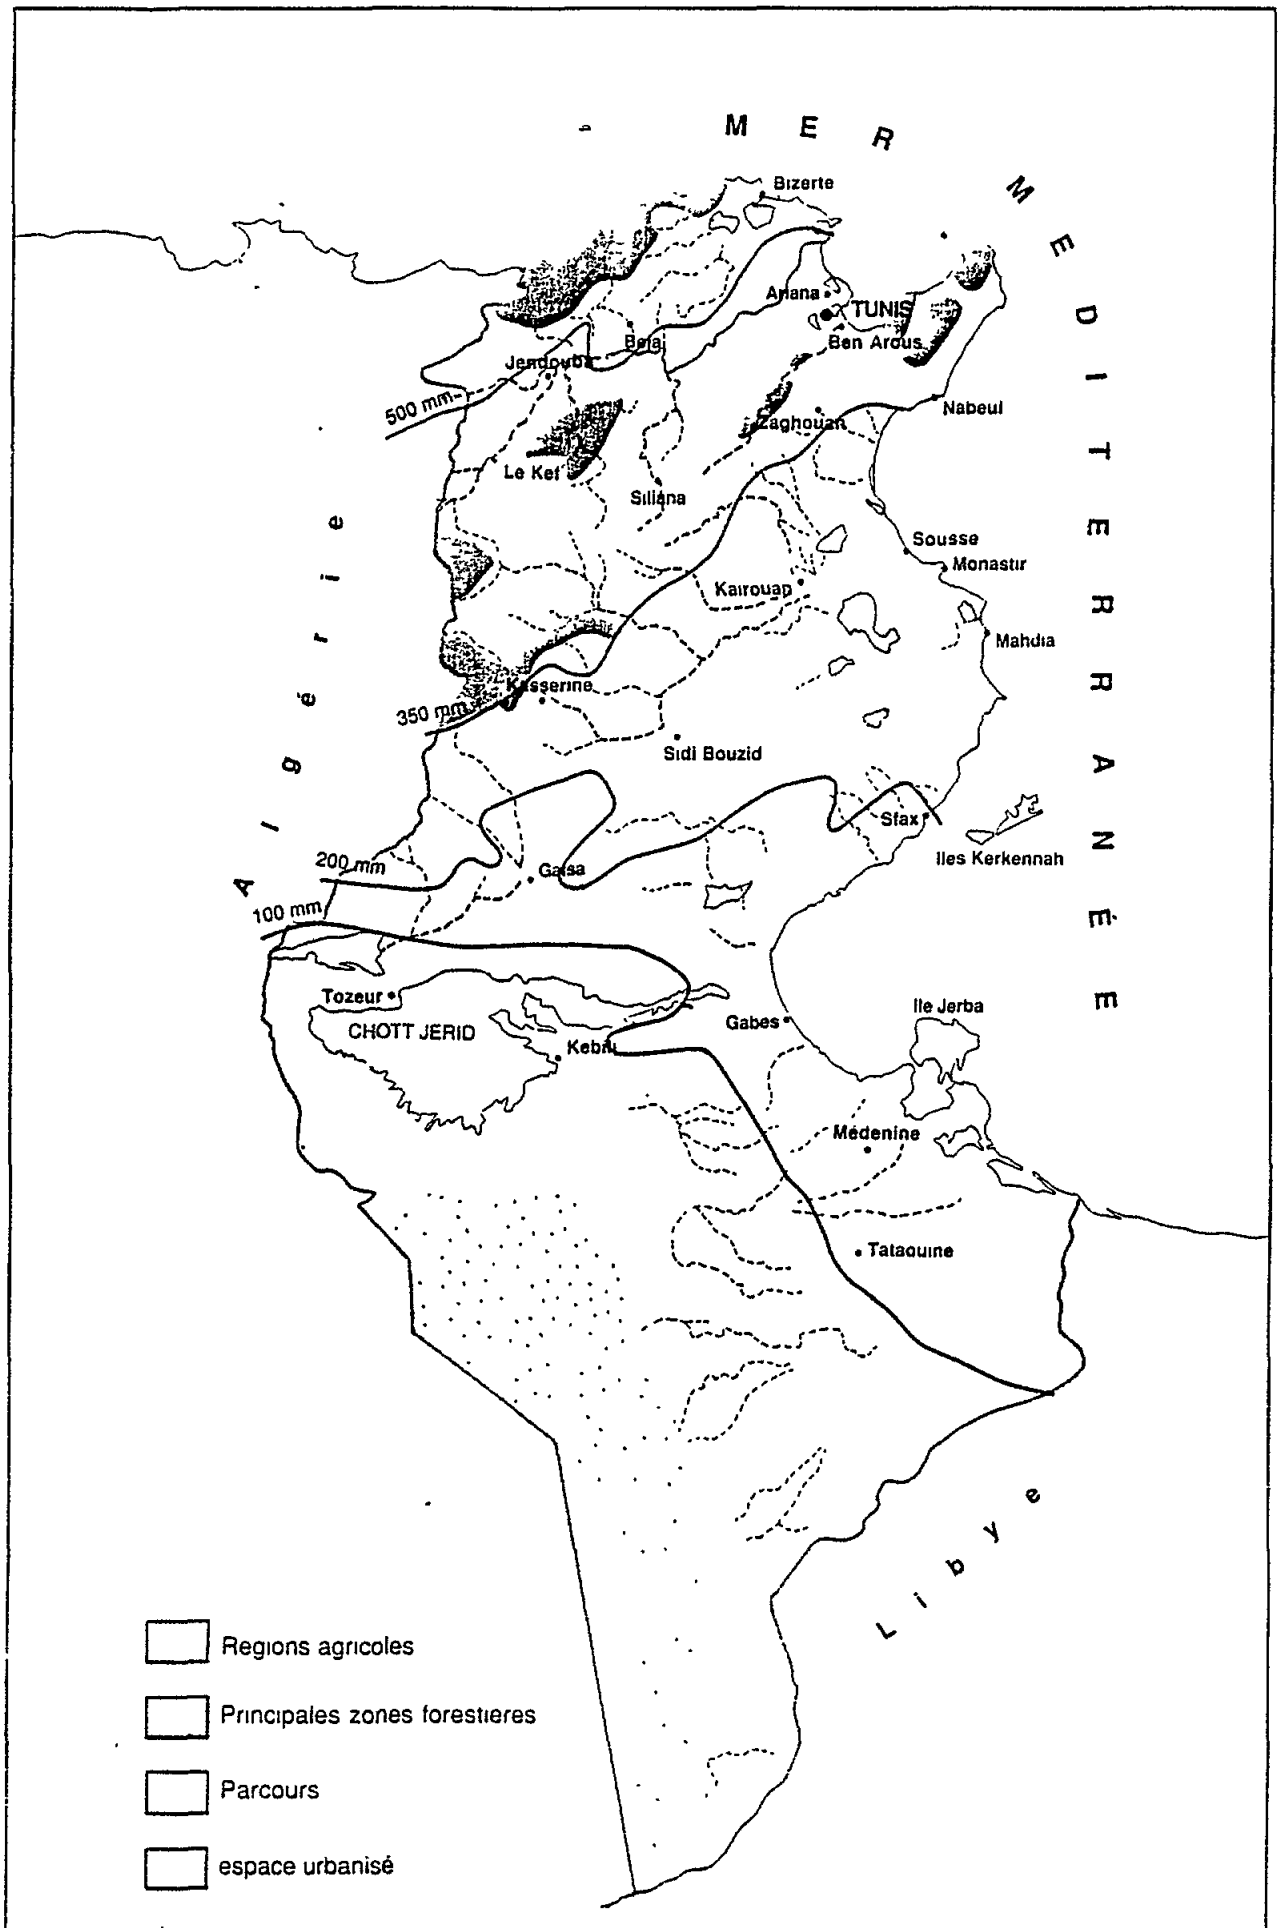 MER MEDITERRANÉE
Bizerte
Ariana
TUNIS
Ben Arous
Beja
Jendouba
500 mm
Nabeul
Zaghouan
Le Kef
Siliana
Algérie
Sousse
Monastir
Kairouan
Mahdia
Kasserine
350 mm
Sidi Bouzid
Sfax
Iles Kerkennah
200 mm
Gafsa
100 mm
Tozeur
CHOTT JERID
Gabes
Ile Jerba
Kebili
Médenine
Tataouine
Libye
Regions agricoles
Principales zones forestieres
Parcours
espace urbanisé